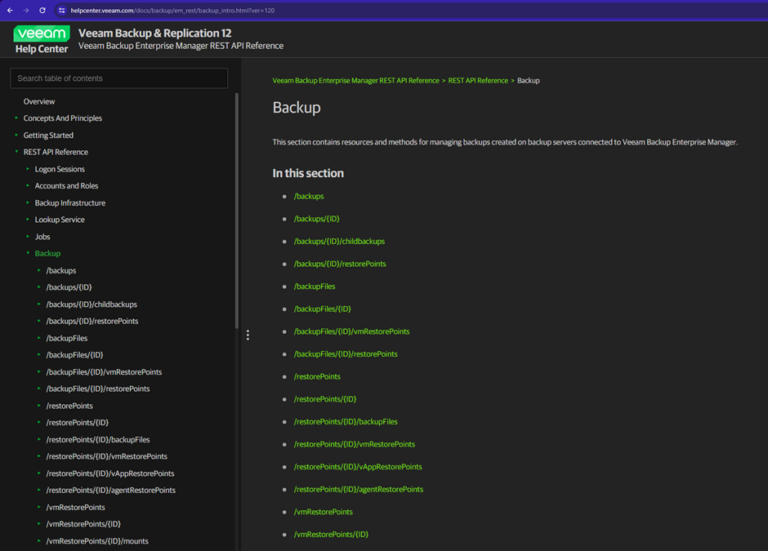 helpcenter.veeam.com/docs/backup/em_rest/backup_intro.html?ver=120
veeam
Help Center
Veeam Backup & Replication 12
Veeam Backup Enterprise Manager REST API Reference
Search table of contents
Overview
Concepts And Principles
Getting Started
REST API Reference
Logon Sessions
Accounts and Roles
Backup Infrastructure
Lookup Service
Jobs
Backup
/backups
/backups/{ID}
/backups/{ID}/childbackups
/backups/{ID}/restorePoints
/backupFiles
/backupFiles/{ID}
/backupFiles/{ID}/vmRestorePoints
/backupFiles/{ID}/restorePoints
/restorePoints
/restorePoints/{ID}
/restorePoints/{ID}/backupFiles
/restorePoints/{ID}/vmRestorePoints
/restorePoints/{ID}/vAppRestorePoints
/restorePoints/{ID}/agentRestorePoints
/vmRestorePoints
/vmRestorePoints/{ID}
/vmRestorePoints/{ID}/mounts
Veeam Backup Enterprise Manager REST API Reference > REST API Reference > Backup
Backup
This section contains resources and methods for managing backups created on backup servers connected to Veeam Backup Enterprise Manager.
In this section
/backups
/backups/{ID}
/backups/{ID}/childbackups
/backups/{ID}/restorePoints
/backupFiles
/backupFiles/{ID}
/backupFiles/{ID}/vmRestorePoints
/backupFiles/{ID}/restorePoints
/restorePoints
/restorePoints/{ID}
/restorePoints/{ID}/backupFiles
/restorePoints/{ID}/vmRestorePoints
/restorePoints/{ID}/vAppRestorePoints
/restorePoints/{ID}/agentRestorePoints
/vmRestorePoints
/vmRestorePoints/{ID}